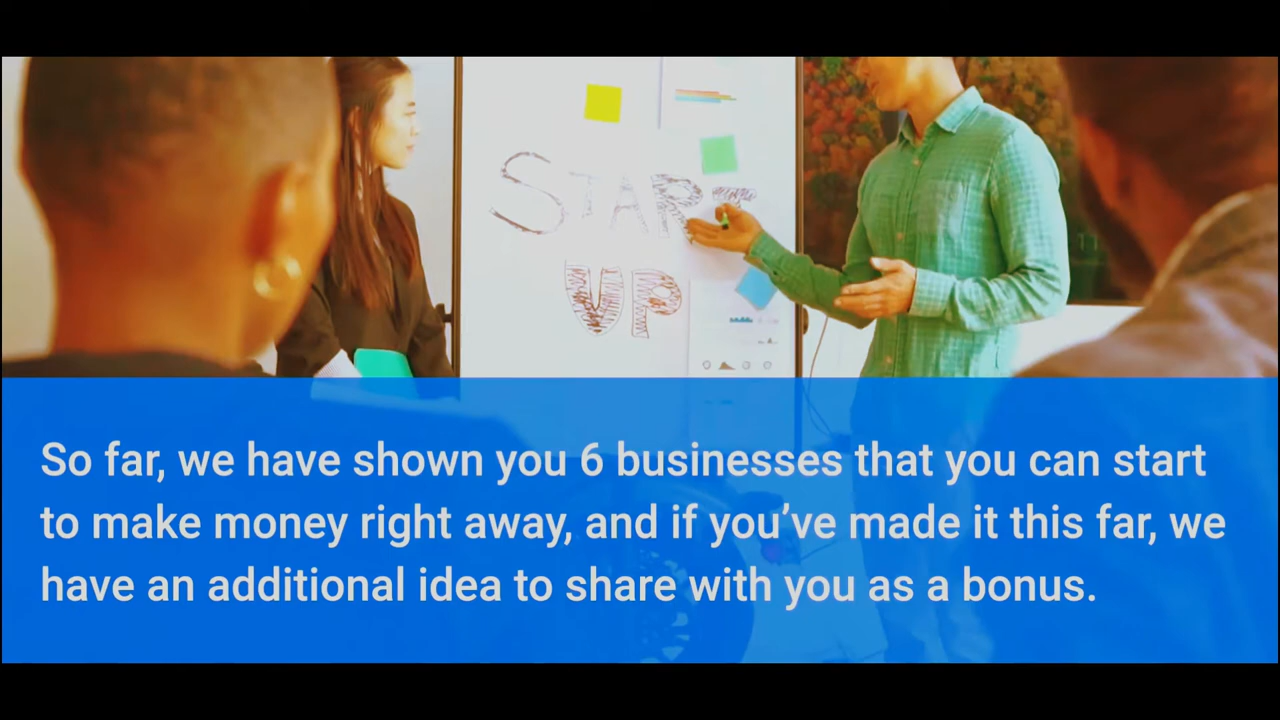 START
UP
So far, we have shown you 6 businesses that you can start
to make money right away, and if you’ve made it this far, we
have an additional idea to share with you as a bonus.